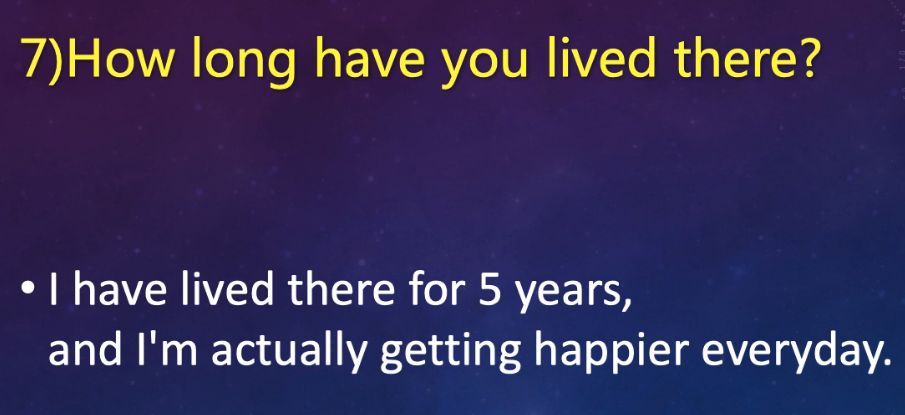 7)How long have you lived there?
• I have lived there for 5 years,
and I'm actually getting happier everyday.